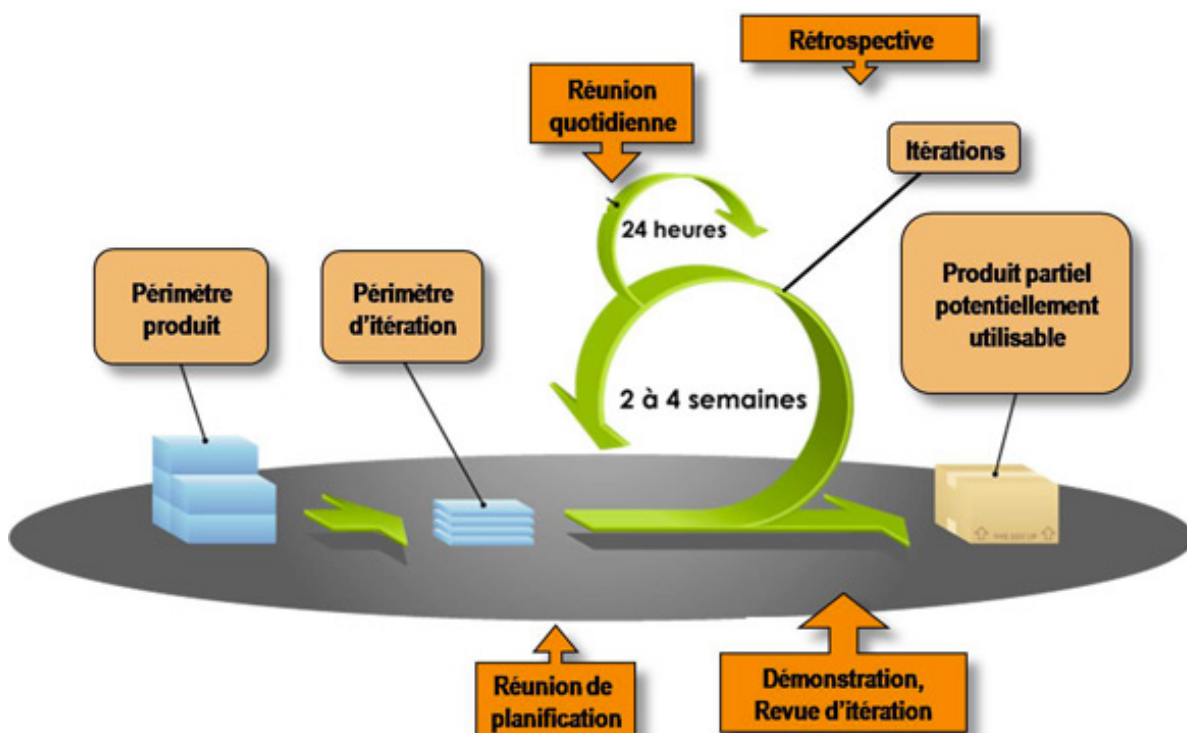 Rétrospective
Réunion
quotidienne
Itérations
24 heures
Périmètre
produit
Périmètre
d'itération
Produit partiel
potentiellement
utilisable
2 à 4 semaines
Réunion de
planification
Démonstration,
Revue d'itération